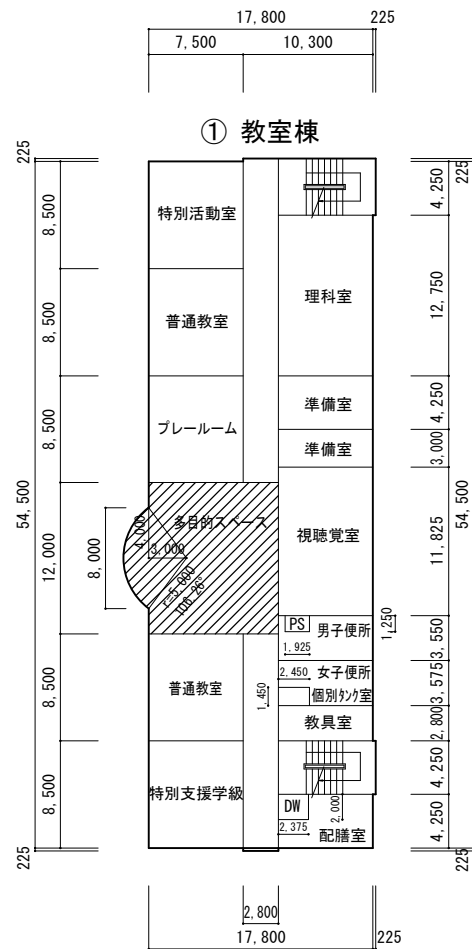 17,800
225
7,500
10,300
① 教室棟
225
225
8,500
特別活動室
4,250
8,500
普通教室
理科室
12,750
8,500
プレールーム
準備室
4,250
準備室
3,000
54,500
54,500
12,000
8,000
4,000
多目的スペース
3,000
r=5,000
106.26°
視聴覚室
11,825
PS
男子便所
1,250
3,550
1,925
8,500
普通教室
2,450
女子便所
3,575
1,450
個別タンク室
教具室
2,800
8,500
特別支援学級
4,250
DW
2,000
2,375
配膳室
4,250
225
225
2,800
17,800
225